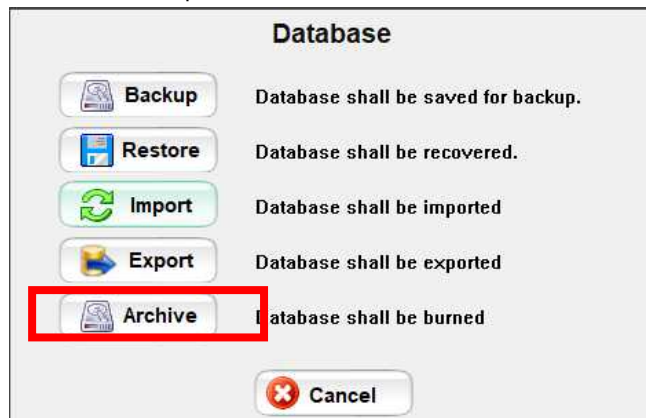 Database
Backup Database shall be saved for backup.
Restore Database shall be recovered.
Import Database shall be imported
Export Database shall be exported
Archive Database shall be burned
Cancel